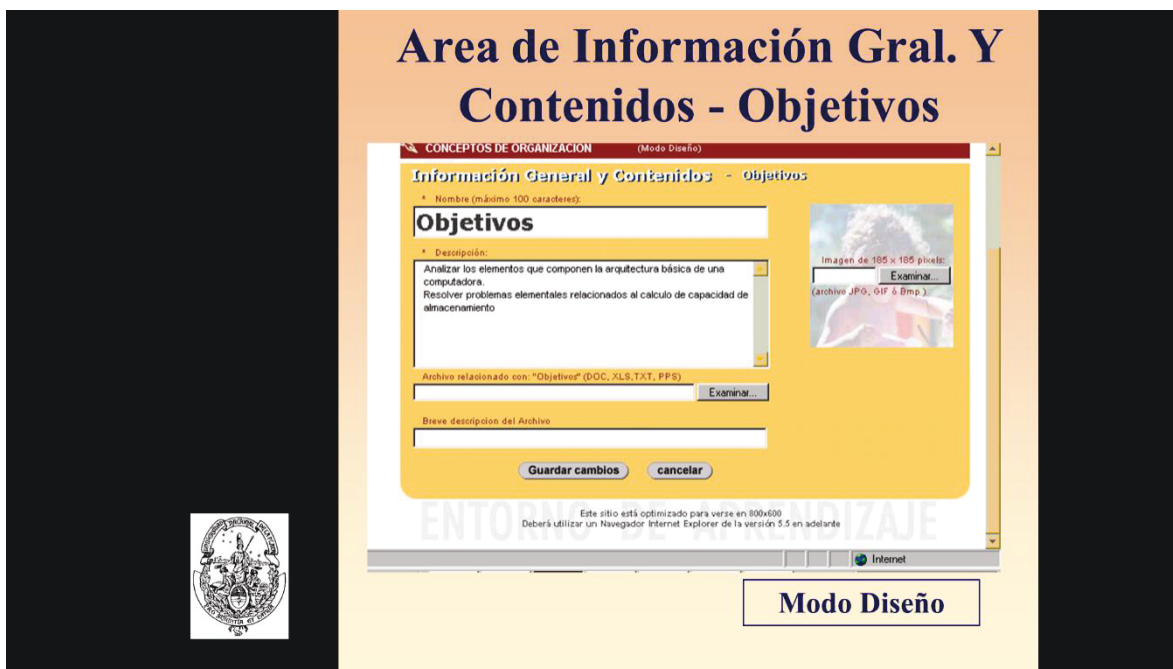 Area de Información Gral. Y
Contenidos - Objetivos
CONCEPTOS DE ORGANIZACION (Modo Diseño)
Información General y Contenidos - Objetivos
* Nombre (máximo 100 caracteres):
Objetivos
* Descripción:
Analizar los elementos que componen la arquitectura básica de una
computadora.
Resolver problemas elementales relacionados al calculo de capacidad de
almacenamiento
Imagen de 185 x 185 pixels:
Examinar...
(archivo JPG, GIF ó Bmp )
Archivo relacionado con: "Objetivos" (DOC, XLS,TXT, PPS)
Examinar...
Breve descripcion del Archivo
Guardar cambios cancelar
ENTORNO DE APRENDIZAJE
Este sitio está optimizado para verse en 800x600
Deberá utilizar un Navegador Internet Explorer de la versión 5.5 en adelante
Internet
Modo Diseño